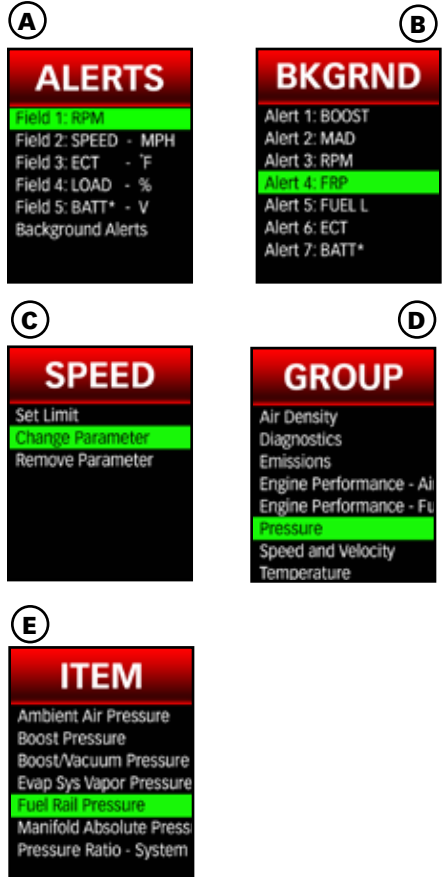 A
ALERTS
Field 1: RPM
Field 2: SPEED - MPH
Field 3: ECT - °F
Field 4: LOAD - %
Field 5: BATT* - V
Background Alerts
B
BKGRND
Alert 1: BOOST
Alert 2: MAD
Alert 3: RPM
Alert 4: FRP
Alert 5: FUEL L
Alert 6: ECT
Alert 7: BATT*
C
SPEED
Set Limit
Change Parameter
Remove Parameter
D
GROUP
Air Density
Diagnostics
Emissions
Engine Performance - Ai
Engine Performance - Fu
Pressure
Speed and Velocity
Temperature
E
ITEM
Ambient Air Pressure
Boost Pressure
Boost/Vacuum Pressure
Evap Sys Vapor Pressure
Fuel Rail Pressure
Manifold Absolute Press
Pressure Ratio - System